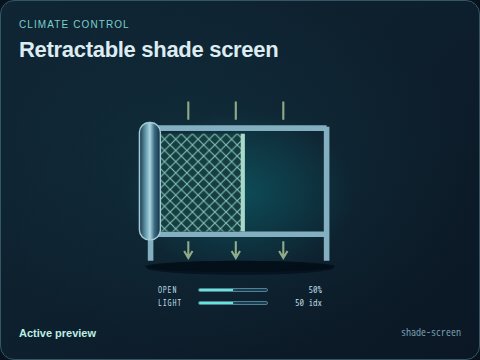 CLIMATE CONTROL
Retractable shade screen
OPEN 50%
LIGHT 50 idx
Active preview shade-screen